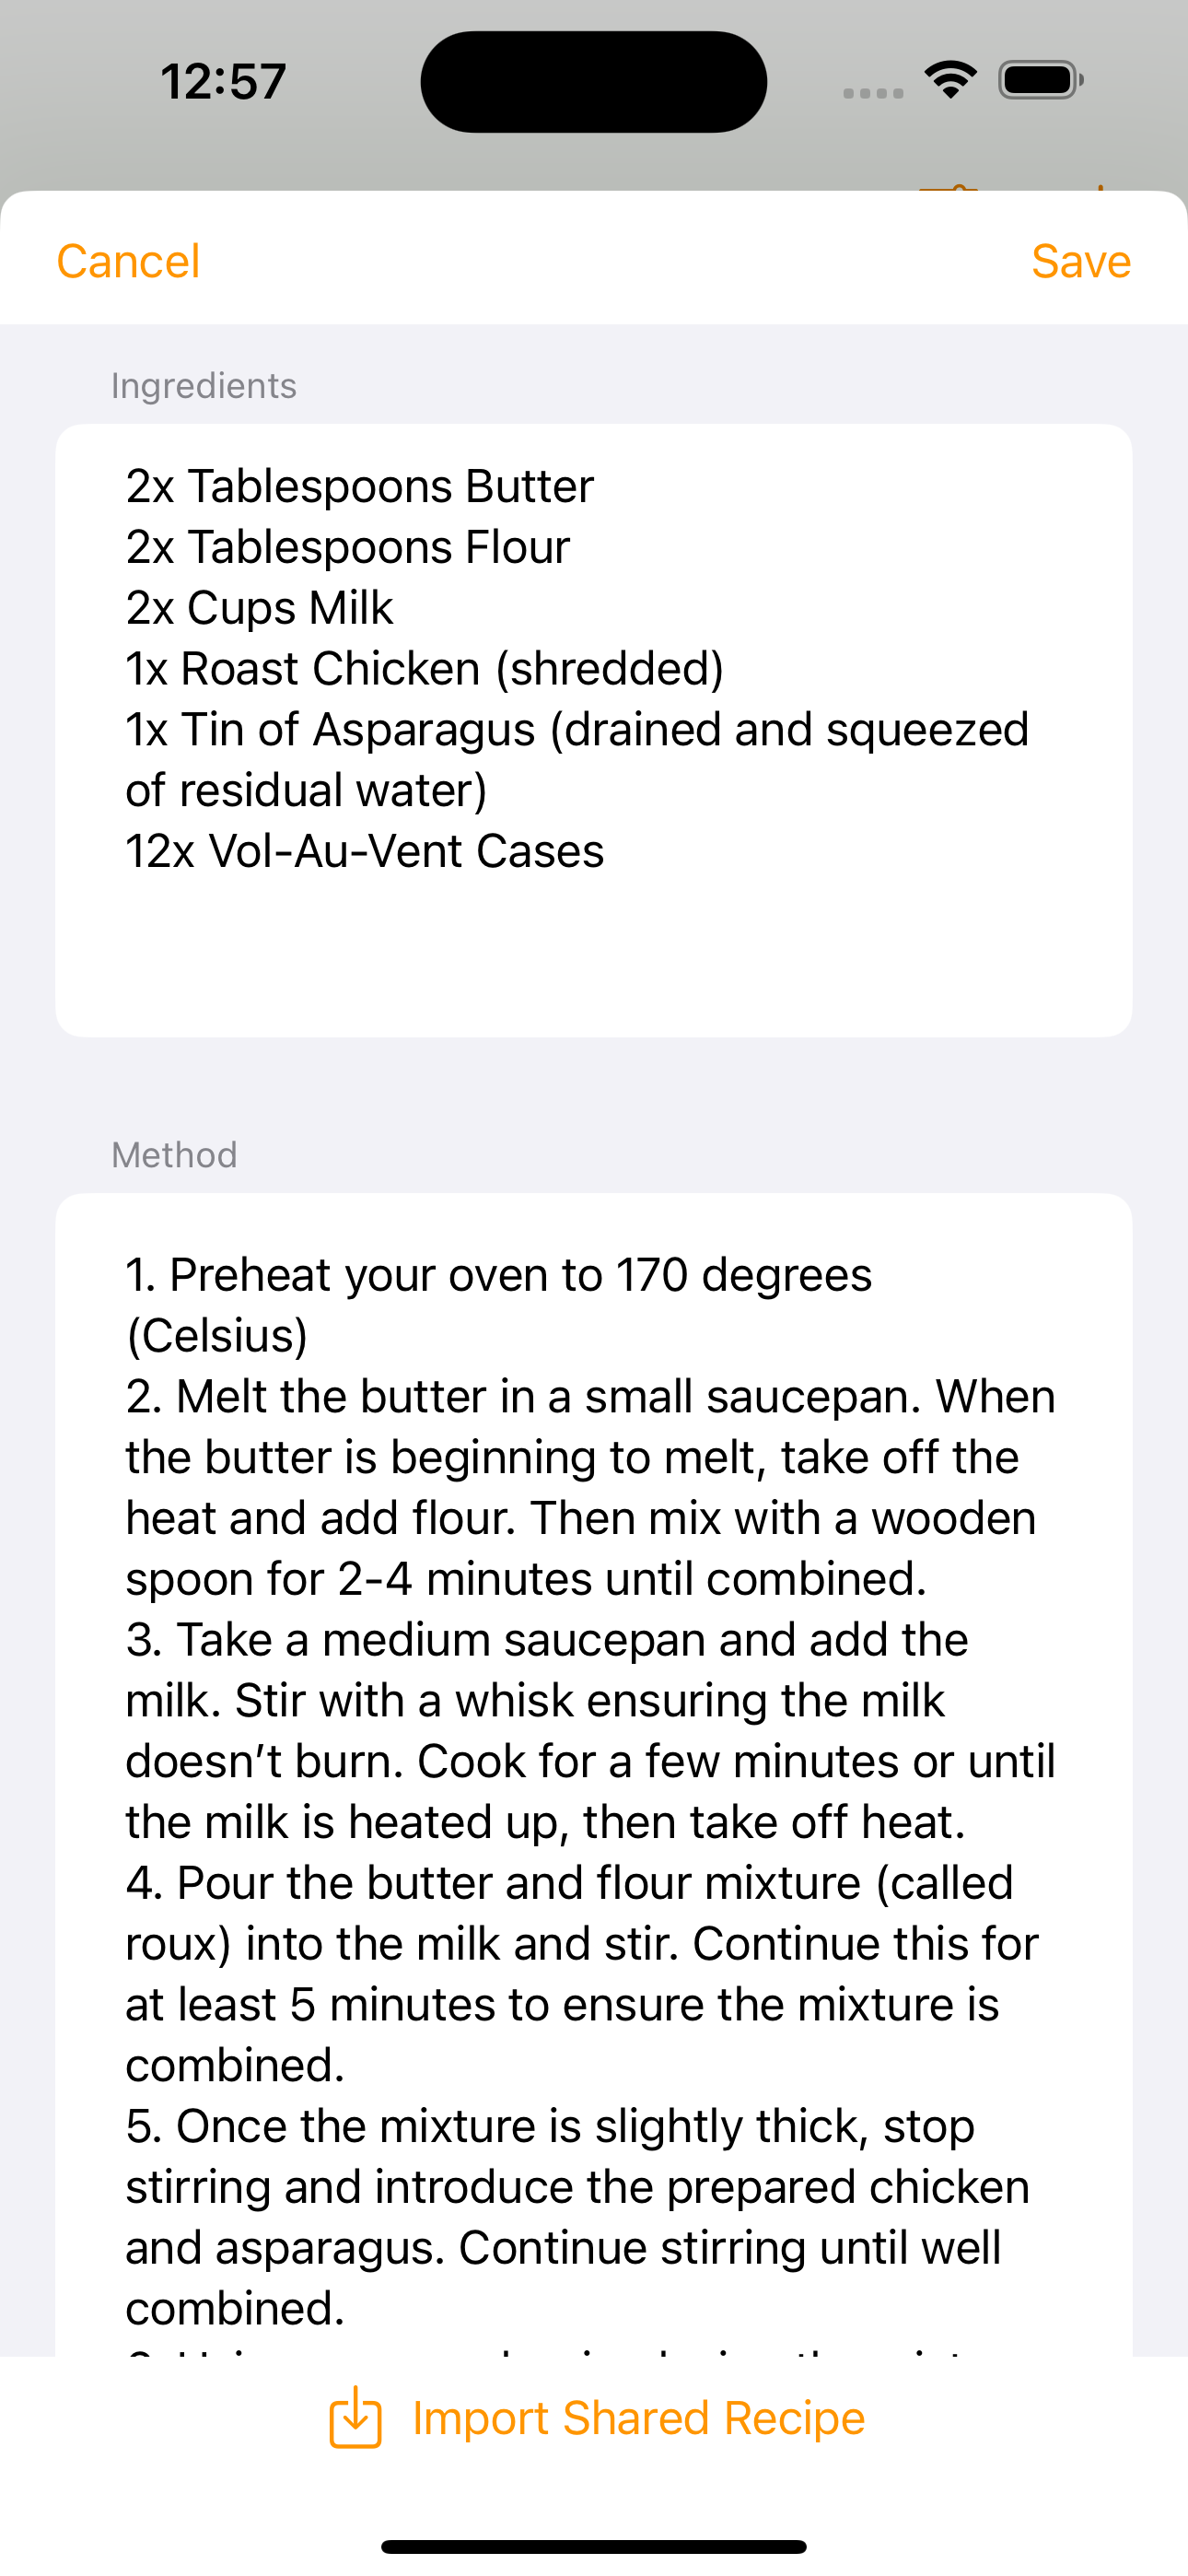 12:57
Cancel
Save
Ingredients
2x Tablespoons Butter
2x Tablespoons Flour
2x Cups Milk
1x Roast Chicken (shredded)
1x Tin of Asparagus (drained and squeezed
of residual water)
12x Vol-Au-Vent Cases
Method
1. Preheat your oven to 170 degrees
(Celsius)
2. Melt the butter in a small saucepan. When
the butter is beginning to melt, take off the
heat and add flour. Then mix with a wooden
spoon for 2-4 minutes until combined.
3. Take a medium saucepan and add the
milk. Stir with a whisk ensuring the milk
doesn’t burn. Cook for a few minutes or until
the milk is heated up, then take off heat.
4. Pour the butter and flour mixture (called
roux) into the milk and stir. Continue this for
at least 5 minutes to ensure the mixture is
combined.
5. Once the mixture is slightly thick, stop
stirring and introduce the prepared chicken
and asparagus. Continue stirring until well
combined.
Import Shared Recipe